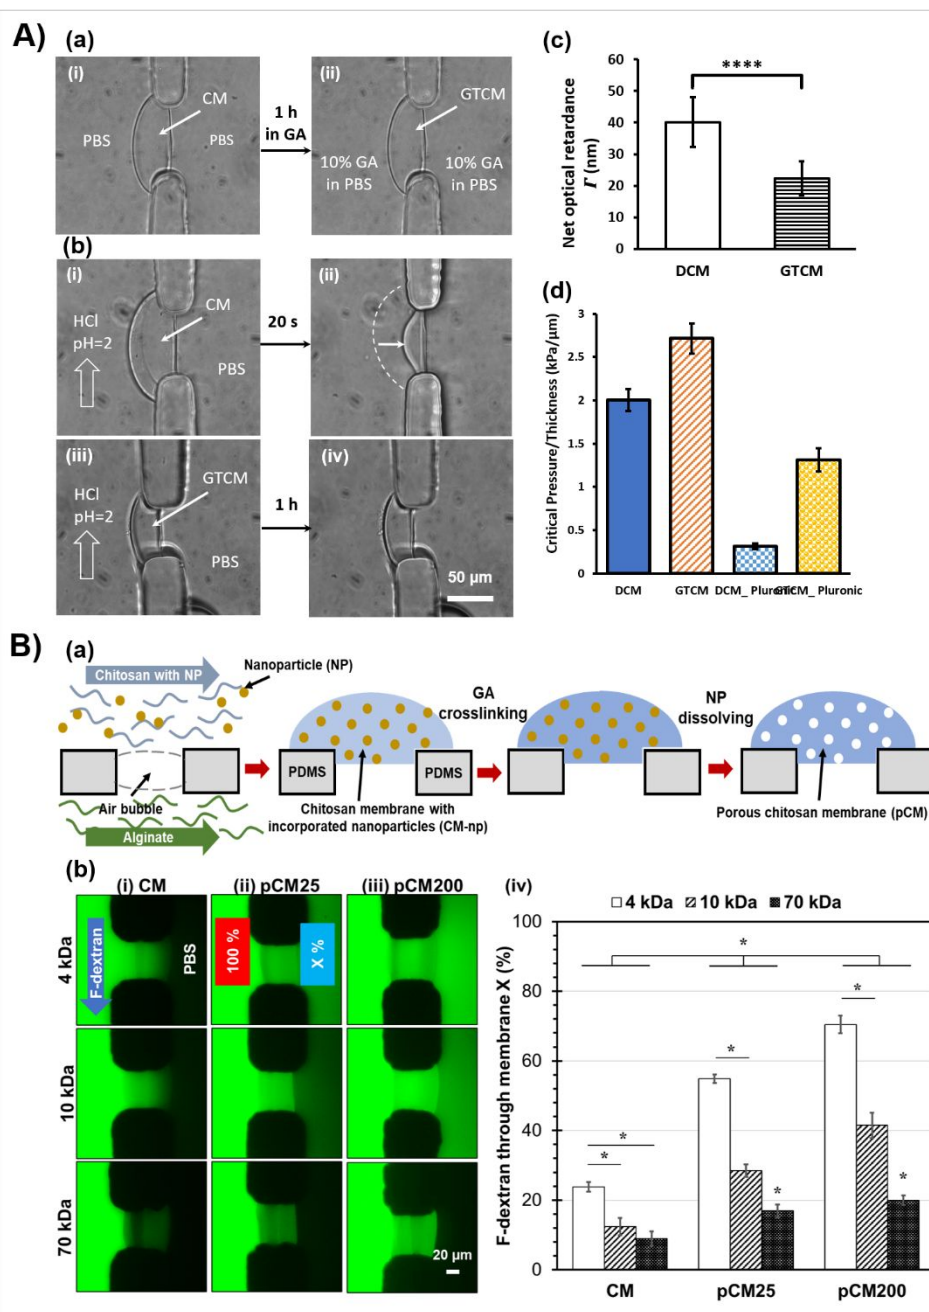 A)
(a)
(i)
CM
PBS
PBS
1 h
in GA
(ii)
GTCM
10% GA
in PBS
10% GA
in PBS
(b)
(i)
CM
HCl
pH=2
PBS
20 s
(ii)
(iii)
GTCM
HCl
pH=2
PBS
1 h
(iv)
50 µm
(c)
Net optical retardance
Γ (nm)
60
50
40
30
20
10
0
****
DCM
GTCM
(d)
Critical Pressure/Thickness (kPa/µm)
3
2.5
2
1.5
1
0.5
0
DCM
GTCM
DCM_ Pluronic
GTCM_ Pluronic
B)
(a)
Chitosan with NP
Nanoparticle (NP)
Air bubble
Alginate
PDMS
PDMS
Chitosan membrane with
incorporated nanoparticles (CM-np)
GA
crosslinking
NP
dissolving
Porous chitosan membrane (pCM)
(b)
(i) CM
(ii) pCM25
(iii) pCM200
4 kDa
F-dextran
PBS
100 %
X %
10 kDa
70 kDa
20 µm
(iv)
4 kDa
10 kDa
70 kDa
F-dextran through membrane X (%)
100
80
60
40
20
0
*
*
*
*
*
*
*
CM
pCM25
pCM200